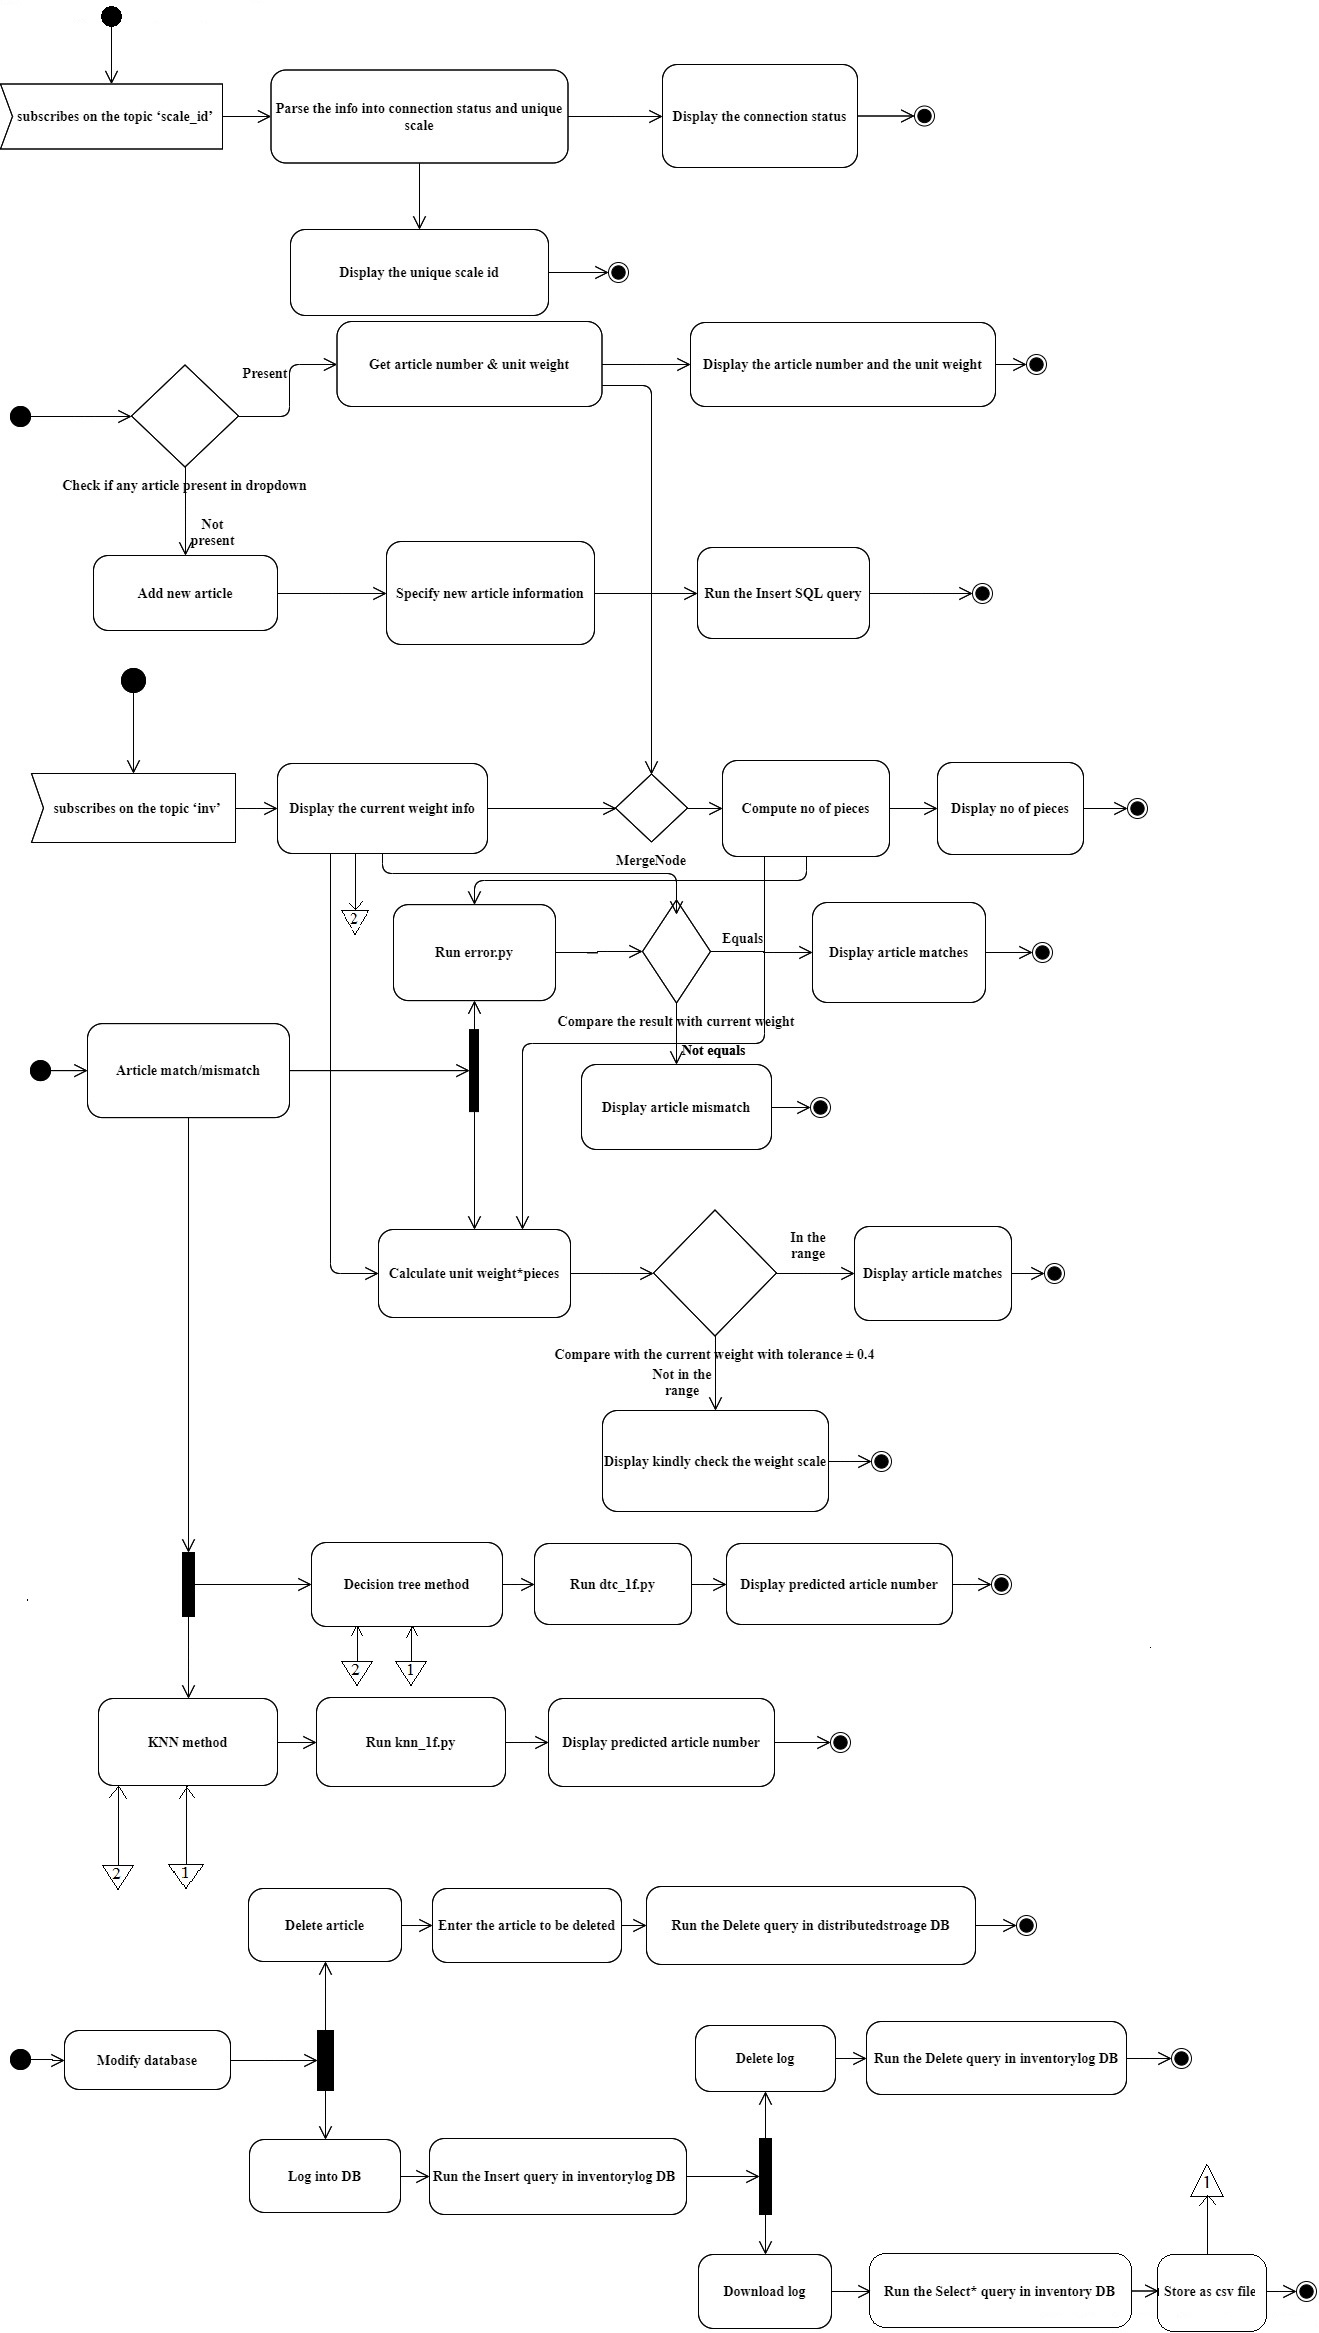 subscribes on the topic ‘scale_id’
Parse the info into connection status and unique
scale
Display the connection status
Display the unique scale id
Present
Get article number & unit weight
Display the article number and the unit weight
Check if any article present in dropdown
Not
present
Add new article
Specify new article information
Run the Insert SQL query
subscribes on the topic ‘inv’
Display the current weight info
Compute no of pieces
Display no of pieces
MergeNode
2
Run error.py
Equals
Display article matches
Compare the result with current weight
Not equals
Article match/mismatch
Display article mismatch
In the
range
Calculate unit weight*pieces
Display article matches
Compare with the current weight with tolerance ± 0.4
Not in the
range
Display kindly check the weight scale
Decision tree method
Run dtc_1f.py
Display predicted article number
2
1
KNN method
Run knn_1f.py
Display predicted article number
2
1
Delete article
Enter the article to be deleted
Run the Delete query in distributedstroage DB
Modify database
Delete log
Run the Delete query in inventorylog DB
Log into DB
Run the Insert query in inventorylog DB
1
Download log
Run the Select* query in inventory DB
Store as csv file